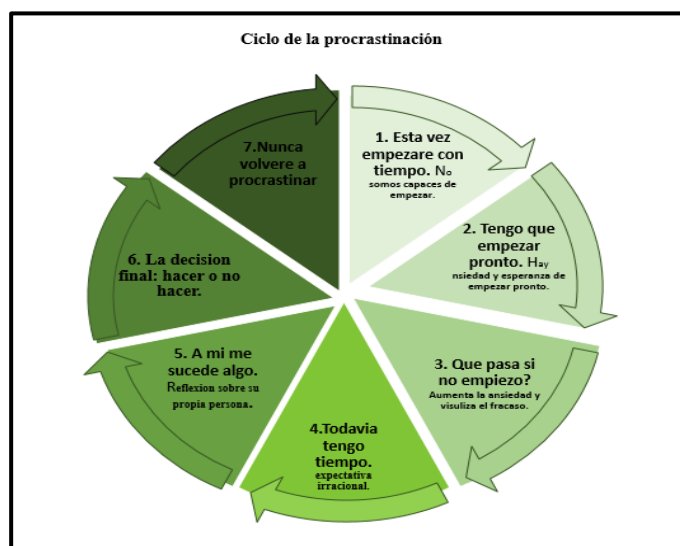 Ciclo de la procrastinación
1. Esta vez
empezare con
tiempo. No
somos capaces de
empezar.
2. Tengo que
empezar
pronto. Hay
nsiedad y esperanza de
empezar pronto.
3. Que pasa si
no empiezo?
Aumenta la ansiedad y
visuliza el fracaso.
4.Todavia
tengo
tiempo.
expectativa
irracional.
5. A mi me
sucede algo.
Reflexion sobre su
propia persona.
6. La decision
final: hacer o no
hacer.
7.Nunca
volvere a
procrastinar